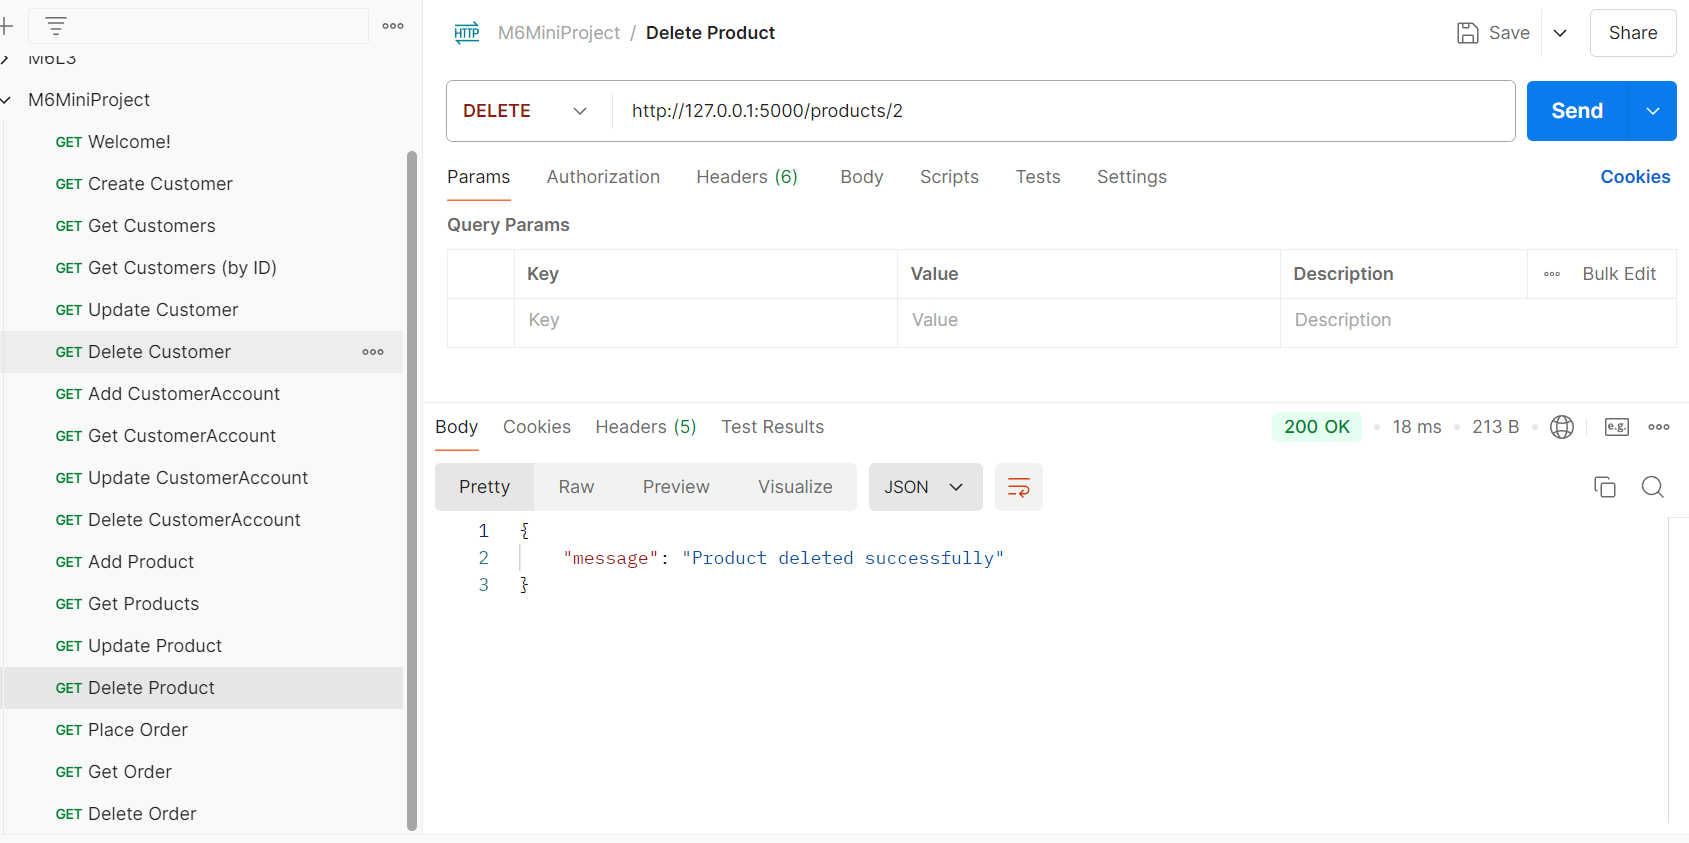 M6L3
M6MiniProject
GET Welcome!
GET Create Customer
GET Get Customers
GET Get Customers (by ID)
GET Update Customer
GET Delete Customer
GET Add CustomerAccount
GET Get CustomerAccount
GET Update CustomerAccount
GET Delete CustomerAccount
GET Add Product
GET Get Products
GET Update Product
GET Delete Product
GET Place Order
GET Get Order
GET Delete Order
HTTP M6MiniProject / Delete Product Save Share
DELETE http://127.0.0.1:5000/products/2 Send
Params Authorization Headers (6) Body Scripts Tests Settings Cookies
Query Params
Key Value Description Bulk Edit
Key Value Description
Body Cookies Headers (5) Test Results 200 OK 18 ms 213 B e.g.
Pretty Raw Preview Visualize JSON
1 {
2 "message": "Product deleted successfully"
3 }